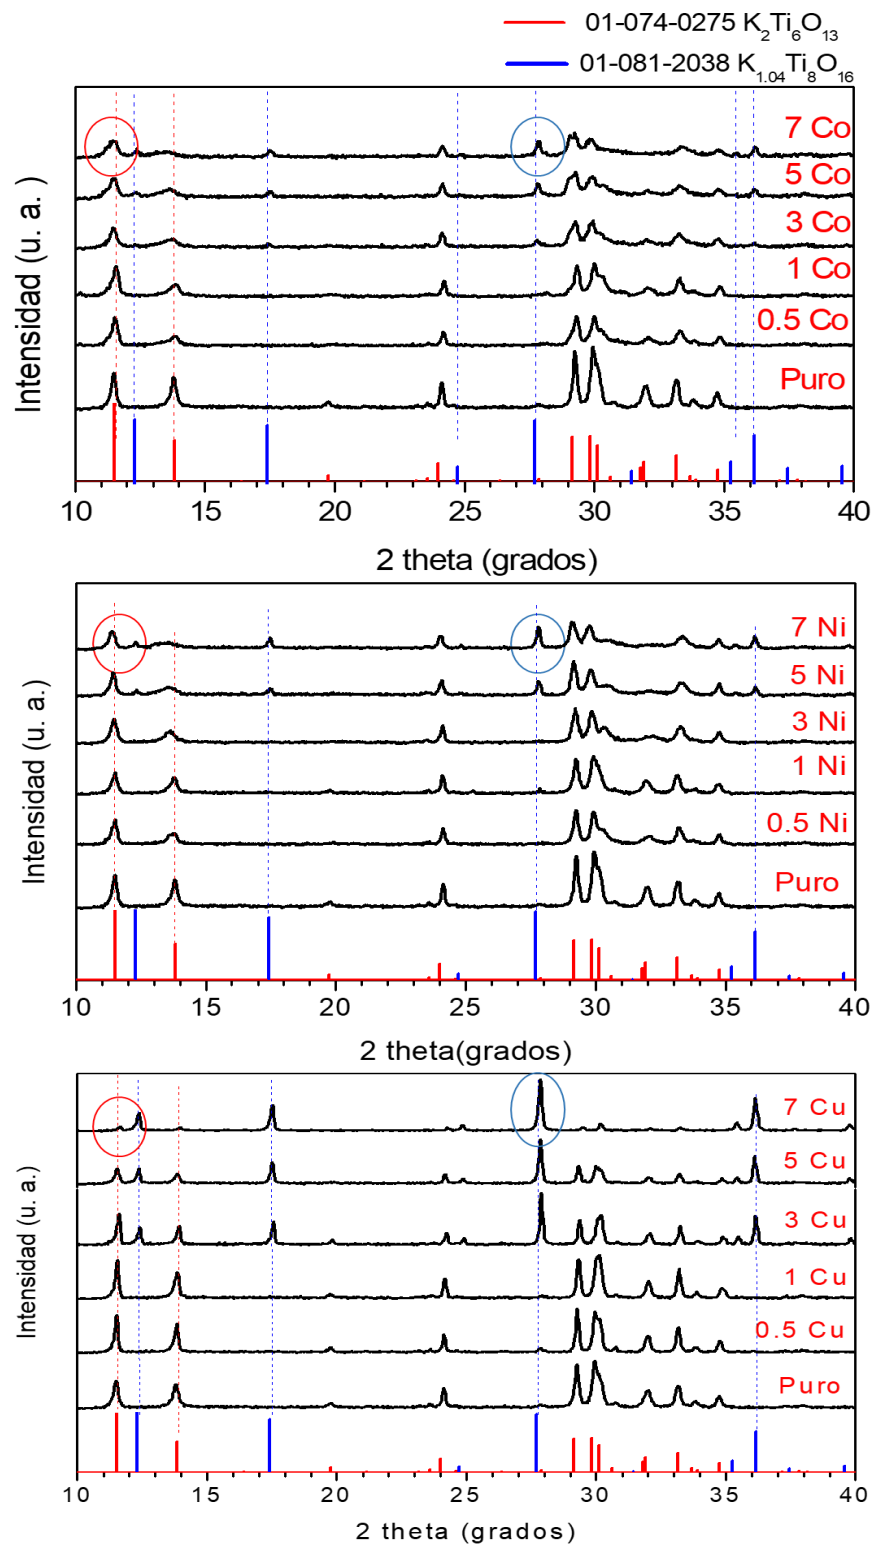 01-074-0275 K2Ti6O13
01-081-2038 K1.04Ti8O16
Intensidad (u. a. )
7 Co
5 Co
3 Co
1 Co
0.5 Co
Puro
10 15 20 25 30 35 40
2 theta (grados)
Intensidad (u. a.)
7 Ni
5 Ni
3 Ni
1 Ni
0.5 Ni
Puro
10 15 20 25 30 35 40
2 theta(grados)
Intensidad (u. a.)
7 Cu
5 Cu
3 Cu
1 Cu
0.5 Cu
Puro
10 15 20 25 30 35 40
2 theta (grados)